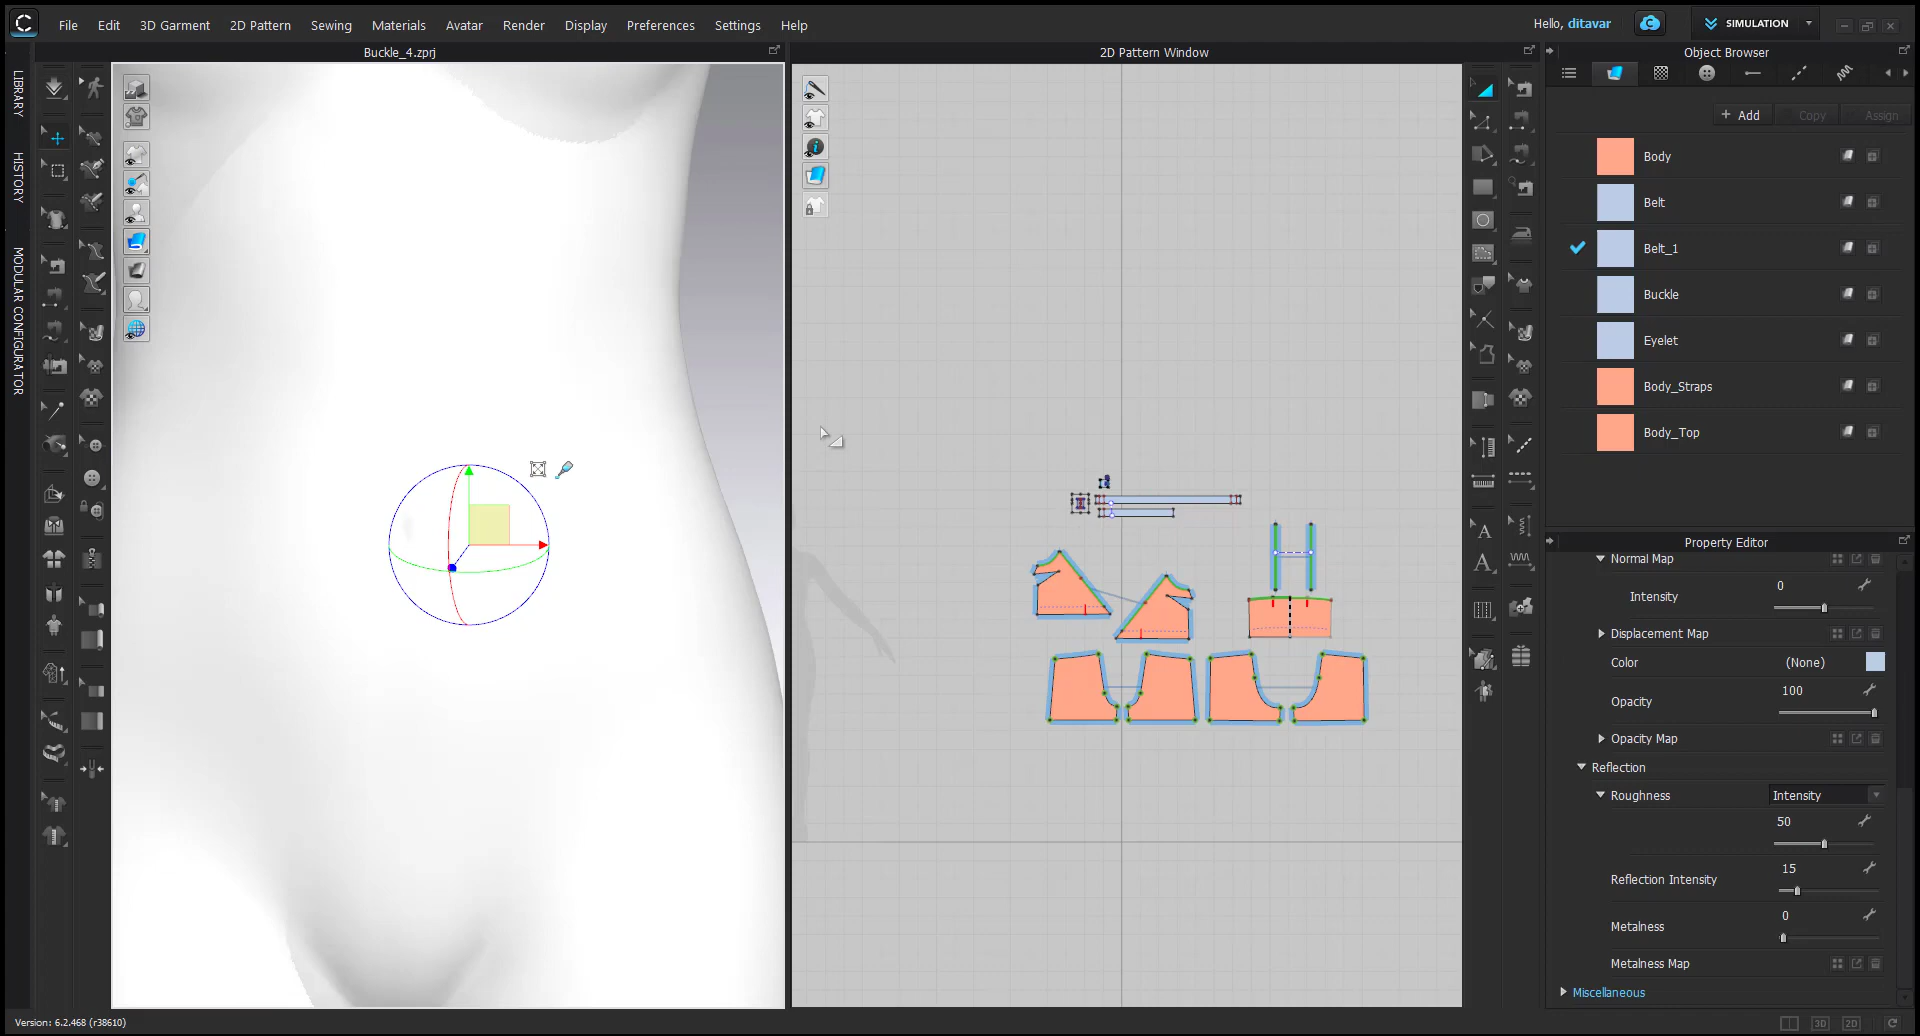 File Edit 3D Garment 2D Pattern Sewing Materials Avatar Render Display Preferences Settings Help
Hello, ditavar
SIMULATION
Buckle_4.zprj
2D Pattern Window
Object Browser
LIBRARY
HISTORY
MODULAR CONFIGURATOR
+ Add
Copy
Assign
Body
Belt
Belt_1
Buckle
Eyelet
Body_Straps
Body_Top
Property Editor
Normal Map
Intensity
0
Displacement Map
Color
(None)
Opacity
100
Opacity Map
Reflection
Roughness
Intensity
50
Reflection Intensity
15
Metalness
0
Metalness Map
Miscellaneous
Version: 6.2.468 (r38610)
3D
2D